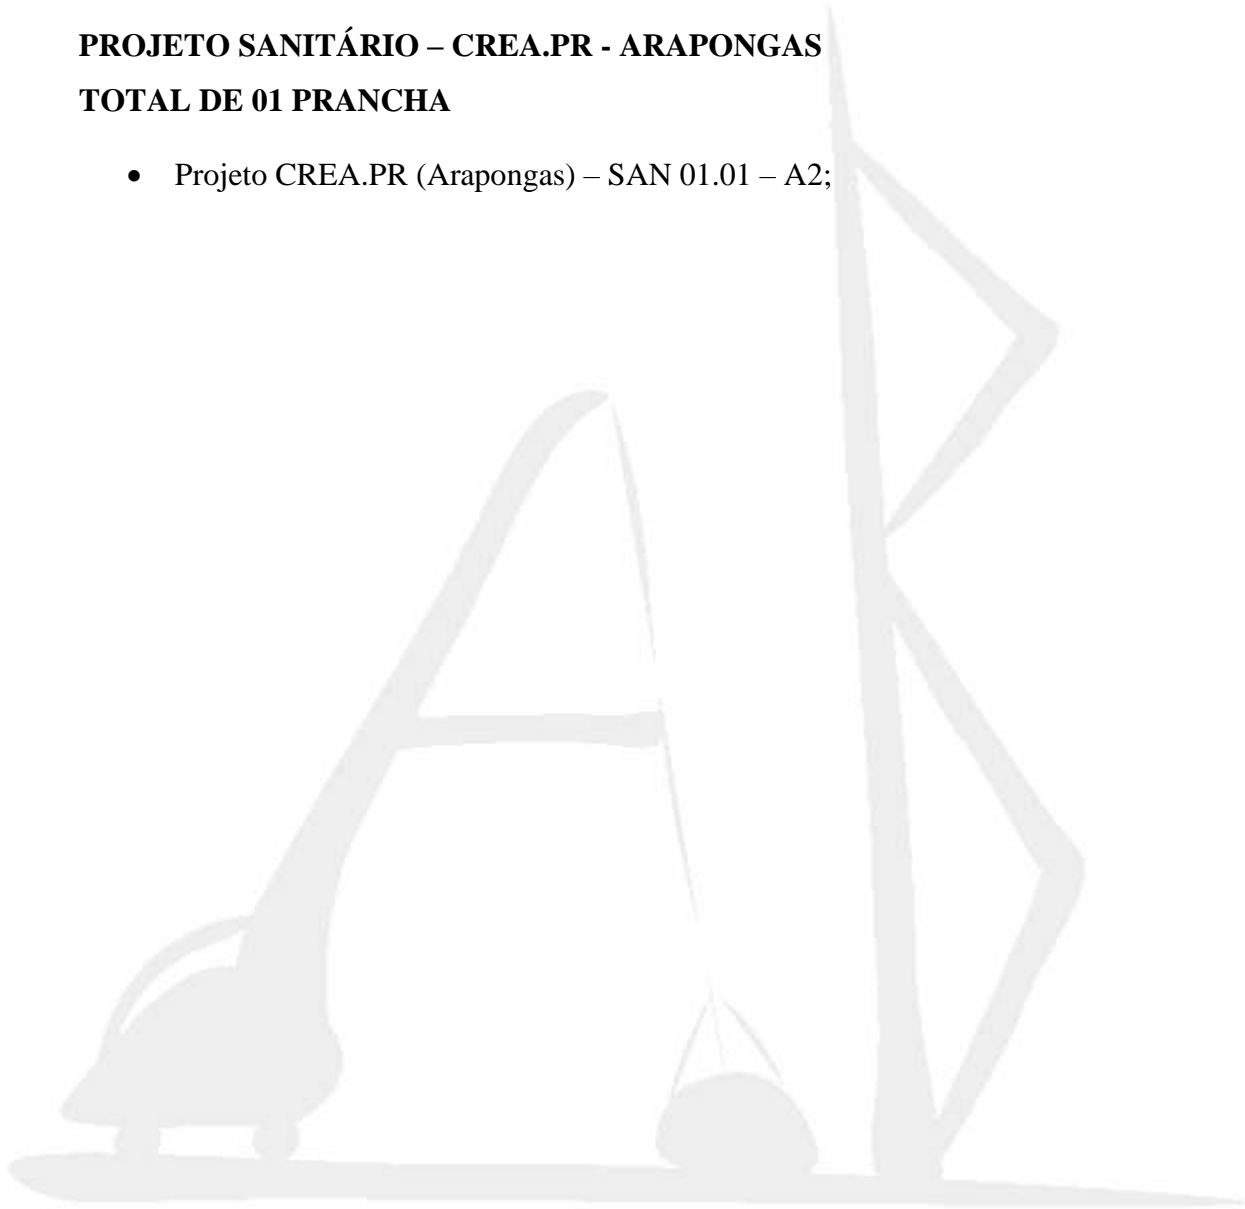 PROJETO SANITÁRIO – CREA.PR - ARAPONGAS
TOTAL DE 01 PRANCHA
• Projeto CREA.PR (Arapongas) – SAN 01.01 – A2;